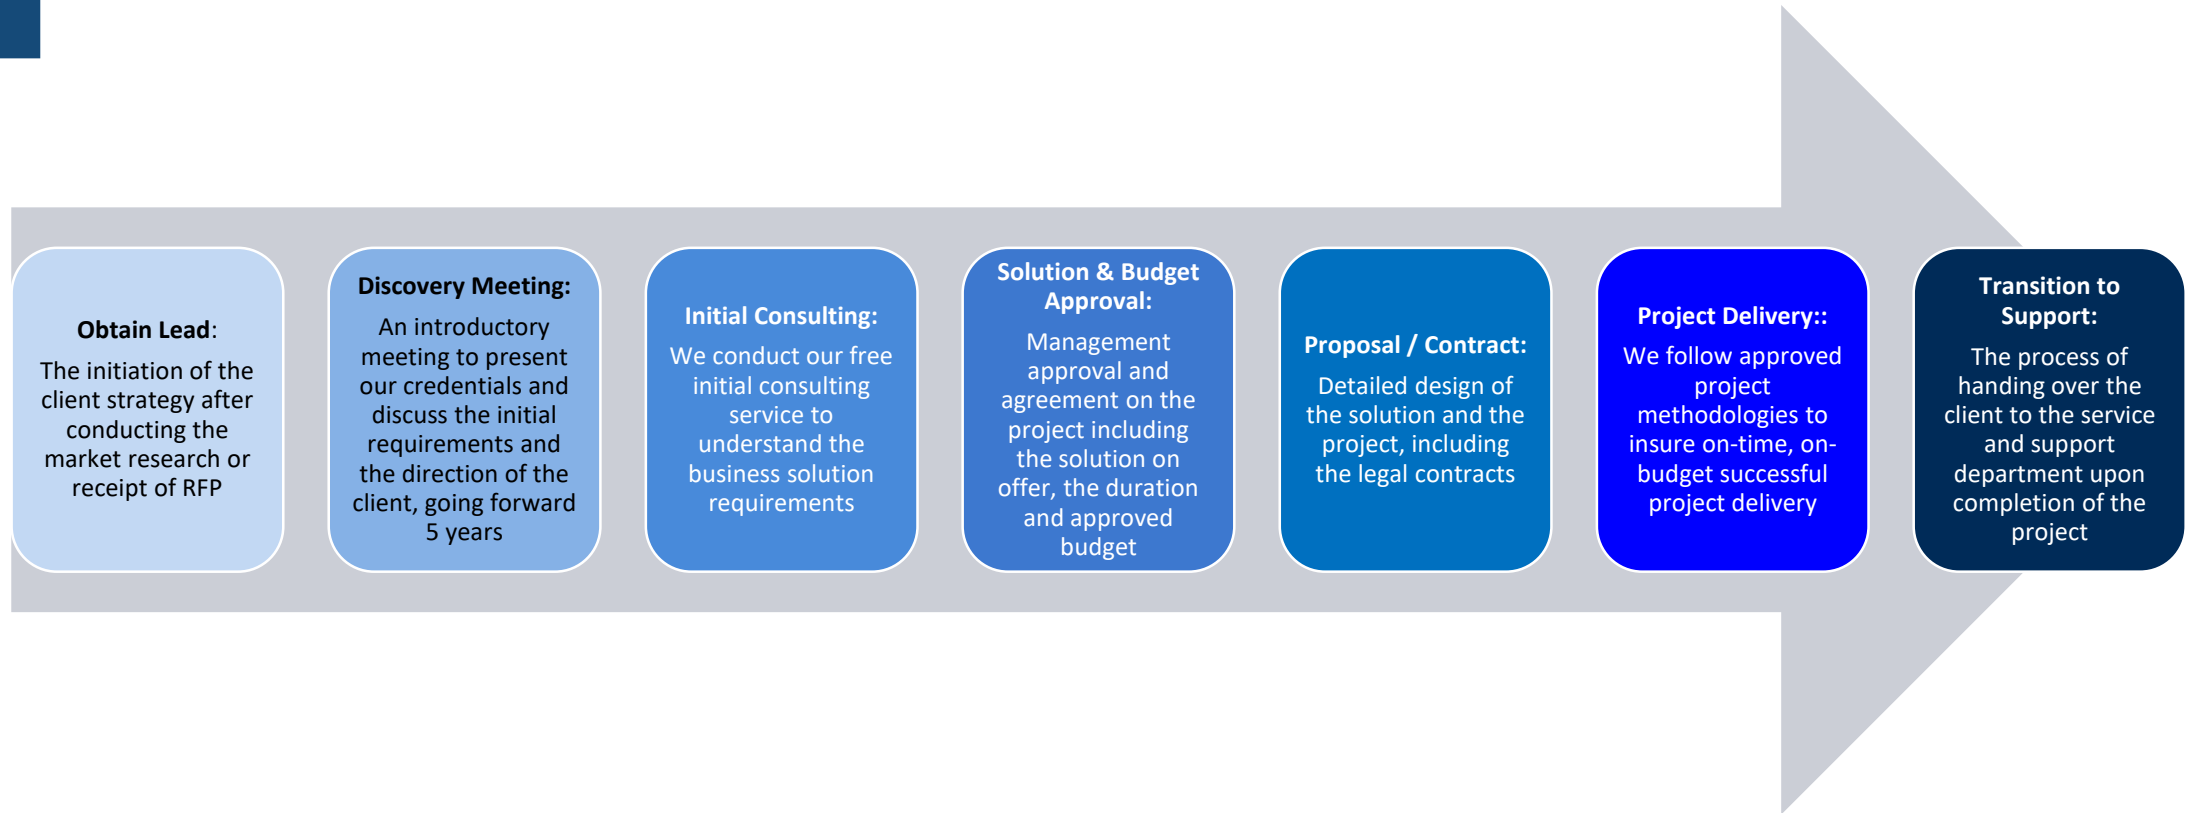 Obtain Lead:
The initiation of the
client strategy after
conducting the
market research or
receipt of RFP
Discovery Meeting:
An introductory
meeting to present
our credentials and
discuss the initial
requirements and
the direction of the
client, going forward
5 years
Initial Consulting:
We conduct our free
initial consulting
service to
understand the
business solution
requirements
Solution & Budget
Approval:
Management
approval and
agreement on the
project including
the solution on
offer, the duration
and approved
budget
Proposal / Contract:
Detailed design of
the solution and the
project, including
the legal contracts
Project Delivery::
We follow approved
project
methodologies to
insure on-time, on-
budget successful
project delivery
Transition to
Support:
The process of
handing over the
client to the service
and support
department upon
completion of the
project